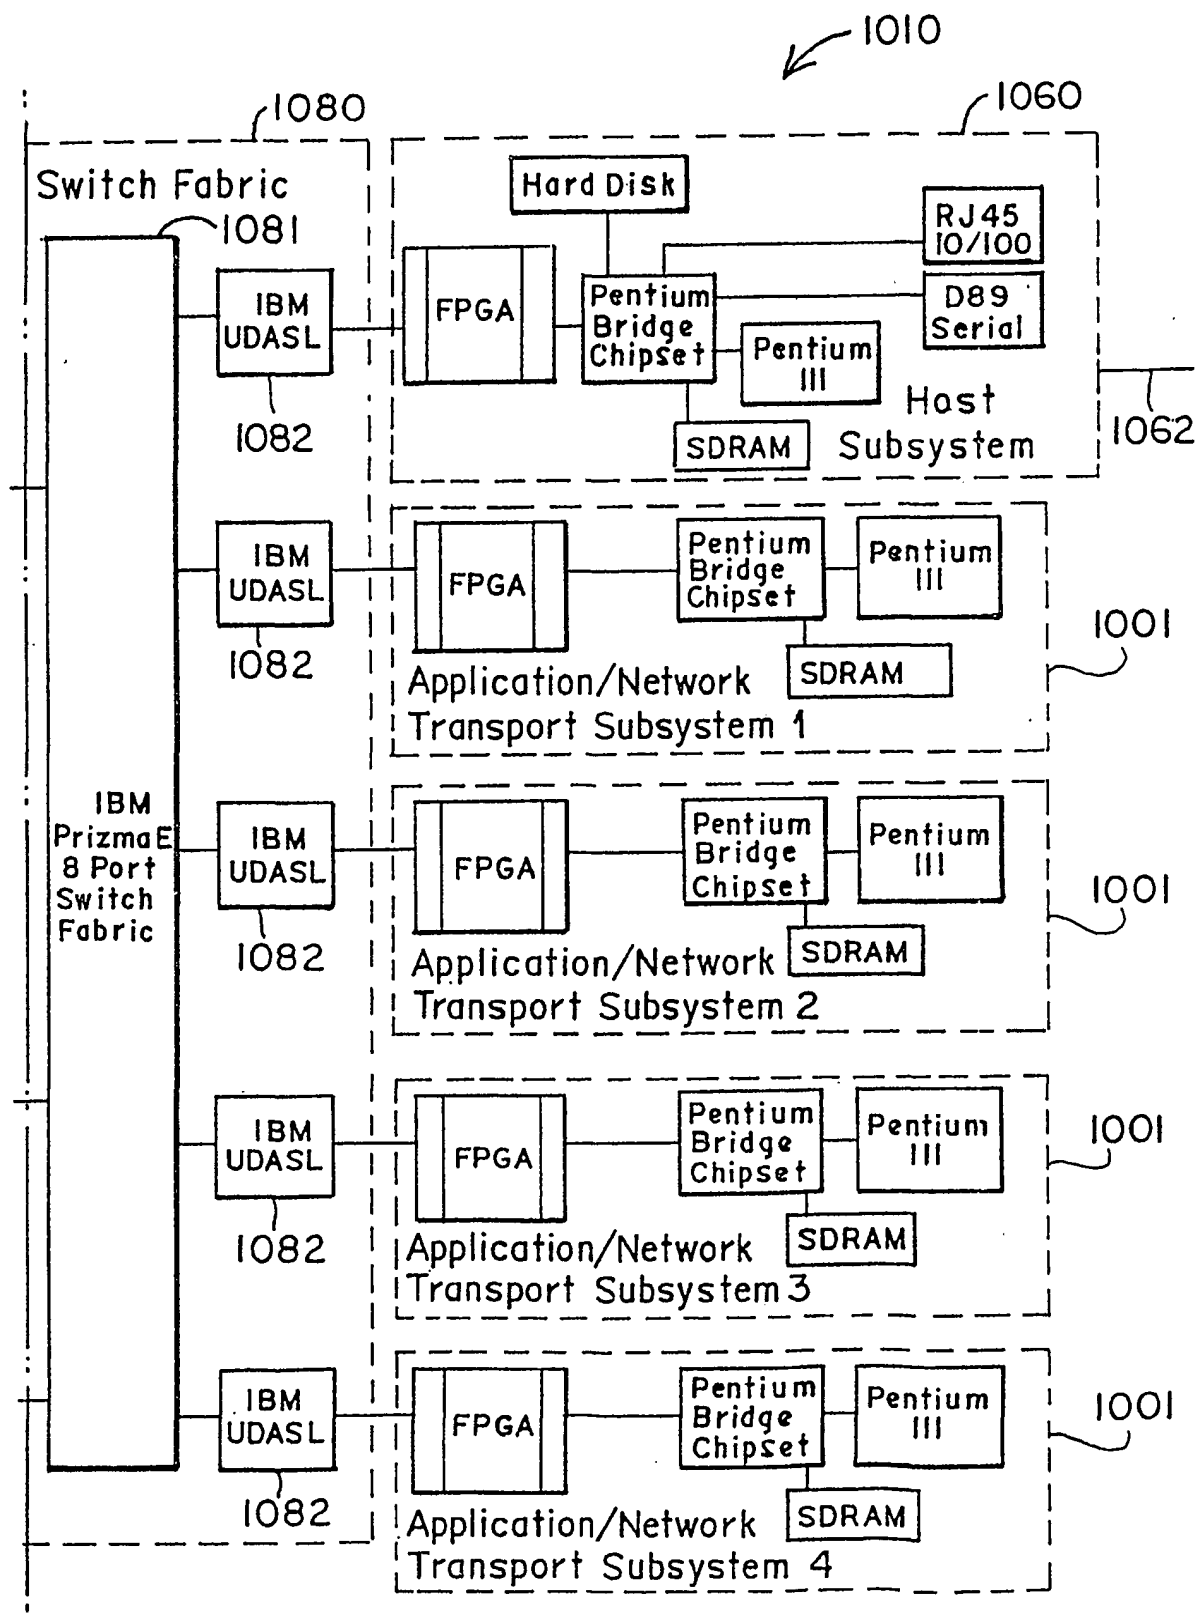 1010
1080
1060
Switch Fabric
1081
Hard Disk
RJ45
10/100
IBM
UDASL
FPGA
Pentium
Bridge
Chipset
D89
Serial
Pentium
III
1082
SDRAM
Host
Subsystem
1062
IBM
UDASL
FPGA
Pentium
Bridge
Chipset
Pentium
III
1082
SDRAM
1001
Application/Network
Transport Subsystem 1
IBM
PrizmaE
8 Port
Switch
Fabric
IBM
UDASL
FPGA
Pentium
Bridge
Chipset
Pentium
III
1082
SDRAM
1001
Application/Network
Transport Subsystem 2
IBM
UDASL
FPGA
Pentium
Bridge
Chipset
Pentium
III
1082
SDRAM
1001
Application/Network
Transport Subsystem 3
IBM
UDASL
FPGA
Pentium
Bridge
Chipset
Pentium
III
1082
SDRAM
1001
Application/Network
Transport Subsystem 4